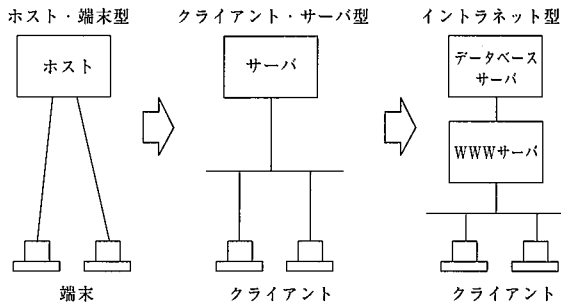 ホスト・端末型
ホスト
端末
クライアント・サーバ型
サーバ
クライアント
イントラネット型
データベース
サーバ
WWWサーバ
クライアント